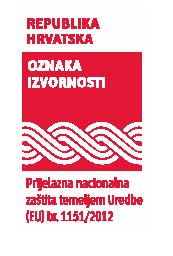 REPUBLIKA
HRVATSKA
OZNAKA
IZVORNOSTI
Prijelazna nacionalna
zaštita temeljem Uredbe
(EU) br. 1151/2012